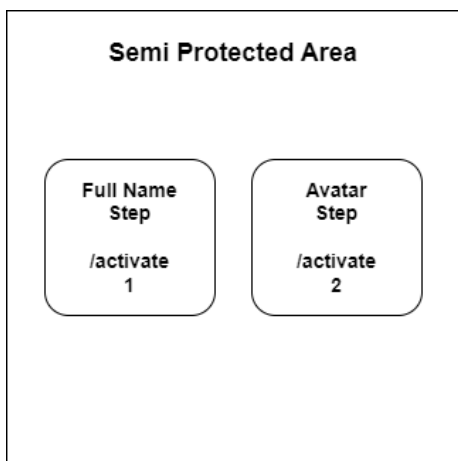 Semi Protected Area
Full Name
Step
/activate
1
Avatar
Step
/activate
2